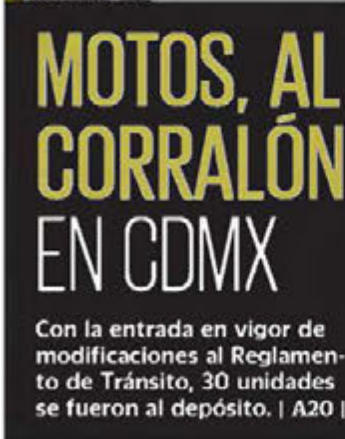 MOTOS, AL
CORRALÓN
EN CDMX
Con la entrada en vigor de
modificaciones al Reglamen-
to de Tránsito, 30 unidades
se fueron al depósito. | A20 |